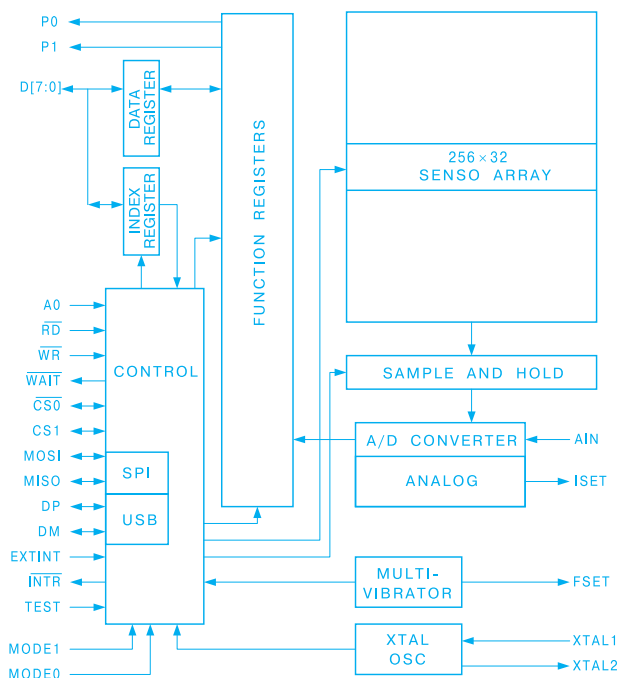 P0
P1
D[7:0]
DATA
REGISTER
INDEX
REGISTER
FUNCTION REGISTERS
256×32
SENSO ARRAY
A0
RD
WR
WAIT
CS0
CS1
MOSI
MISO
DP
DM
EXTINT
INTR
TEST
MODE1
MODE0
CONTROL
SPI
USB
SAMPLE AND HOLD
A/D CONVERTER
ANALOG
AIN
ISET
MULTI-
VIBRATOR
FSET
XTAL
OSC
XTAL1
XTAL2